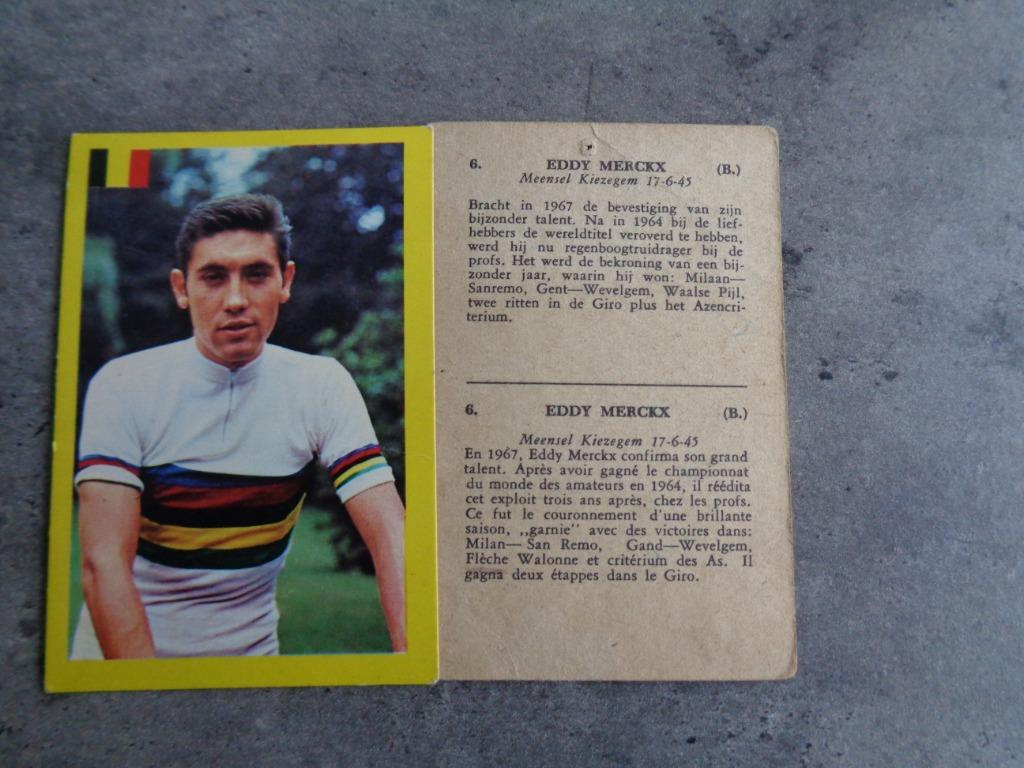 6. EDDY MERCKX (B.)
Meensel Kiezegem 17-6-45
Bracht in 1967 de bevestiging van zijn
bijzonder talent. Na in 1964 bij de lief-
hebbers de wereldtitel veroverd te hebben,
werd hij nu regenboogtruidrager bij de
profs. Het werd de bekroning van een bij-
zonder jaar, waarin hij won: Milaan—
Sanremo, Gent—Wevelgem, Waalse Pijl,
twee ritten in de Giro plus het Azencri-
terium.
6. EDDY MERCKX (B.)
Meensel Kiezegem 17-6-45
En 1967, Eddy Merckx confirma son grand
talent. Après avoir gagné le championnat
du monde des amateurs en 1964, il réédita
cet exploit trois ans après, chez les profs.
Ce fut le couronnement d'une brillante
saison, ,,garnie" avec des victoires dans:
Milan— San Remo, Gand—Wevelgem,
Flèche Walonne et critérium des As. Il
gagna deux étappes dans le Giro.